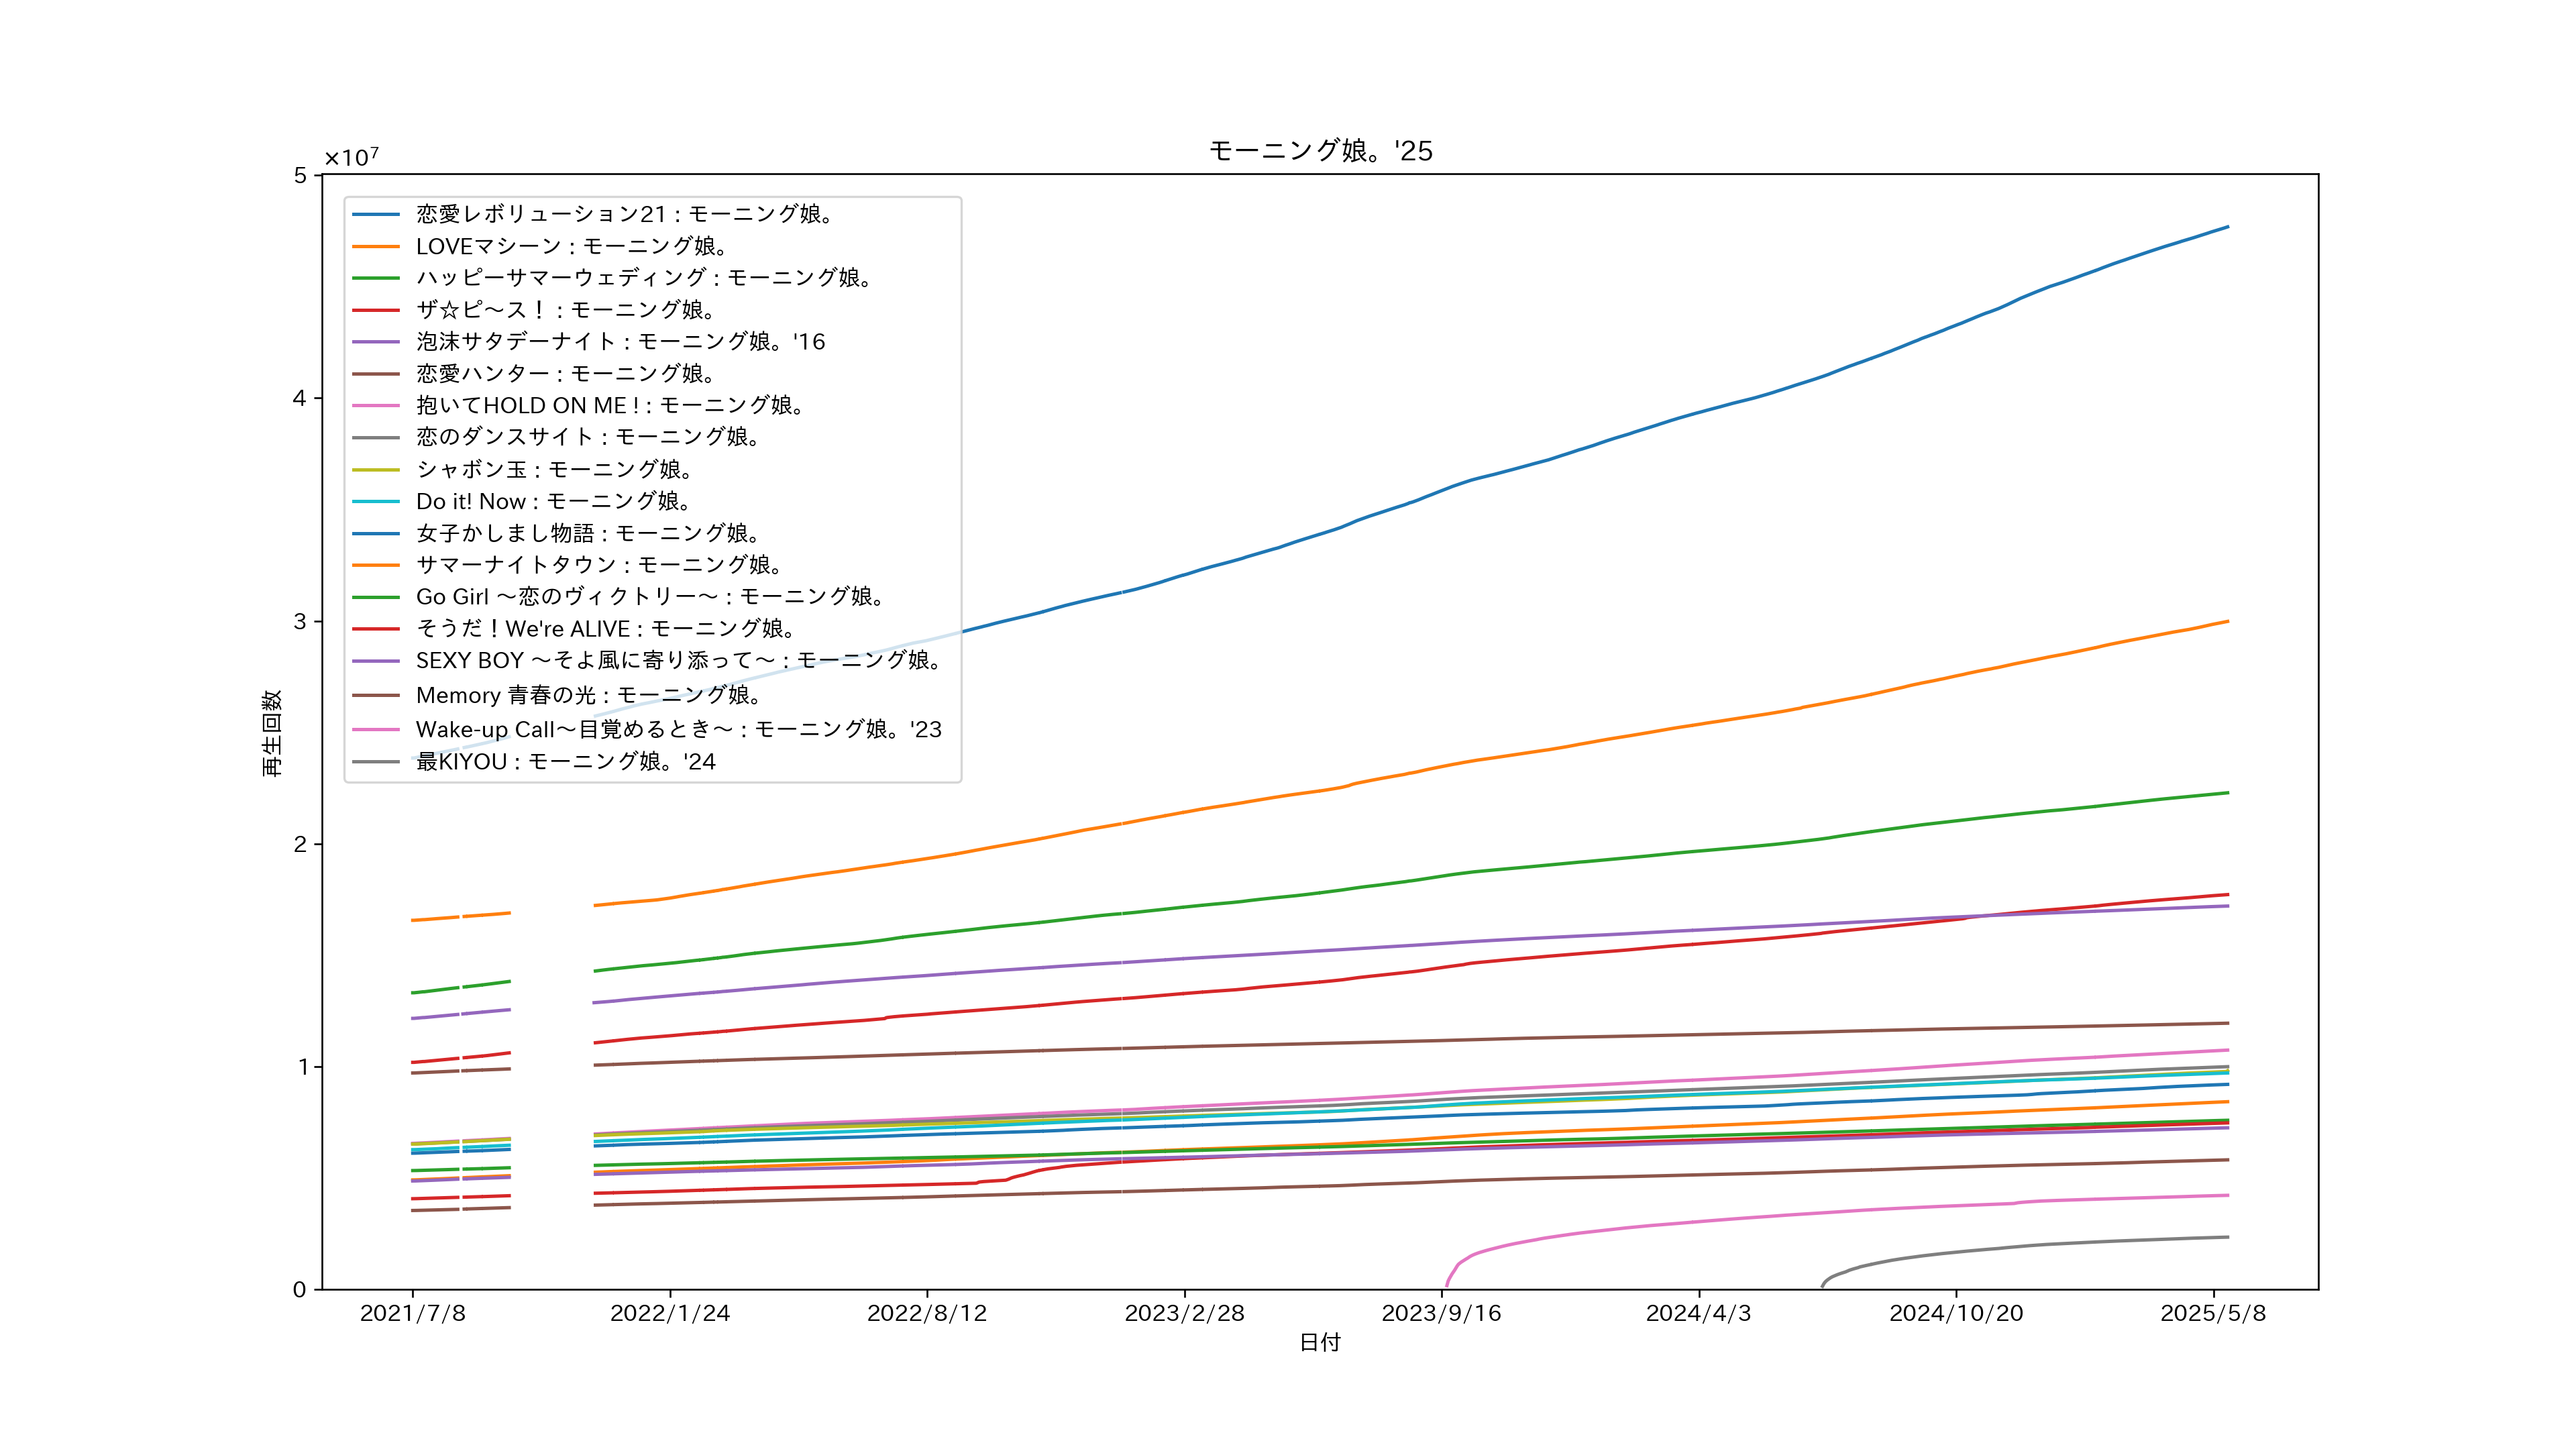 モーニング娘。'25
×10⁷
5
4
3
2
1
0
再生回数
恋愛レボリューション21 : モーニング娘。
LOVEマシーン : モーニング娘。
ハッピーサマーウェディング : モーニング娘。
ザ☆ピ〜ス！ : モーニング娘。
泡沫サタデーナイト : モーニング娘。'16
恋愛ハンター : モーニング娘。
抱いてHOLD ON ME ! : モーニング娘。
恋のダンスサイト : モーニング娘。
シャボン玉 : モーニング娘。
Do it! Now : モーニング娘。
女子かしまし物語 : モーニング娘。
サマーナイトタウン : モーニング娘。
Go Girl 〜恋のヴィクトリー〜 : モーニング娘。
そうだ！We're ALIVE : モーニング娘。
SEXY BOY 〜そよ風に寄り添って〜 : モーニング娘。
Memory 青春の光 : モーニング娘。
Wake-up Call〜目覚めるとき〜 : モーニング娘。'23
最KIYOU : モーニング娘。'24
2021/7/8 2022/1/24 2022/8/12 2023/2/28 2023/9/16 2024/4/3 2024/10/20 2025/5/8
日付